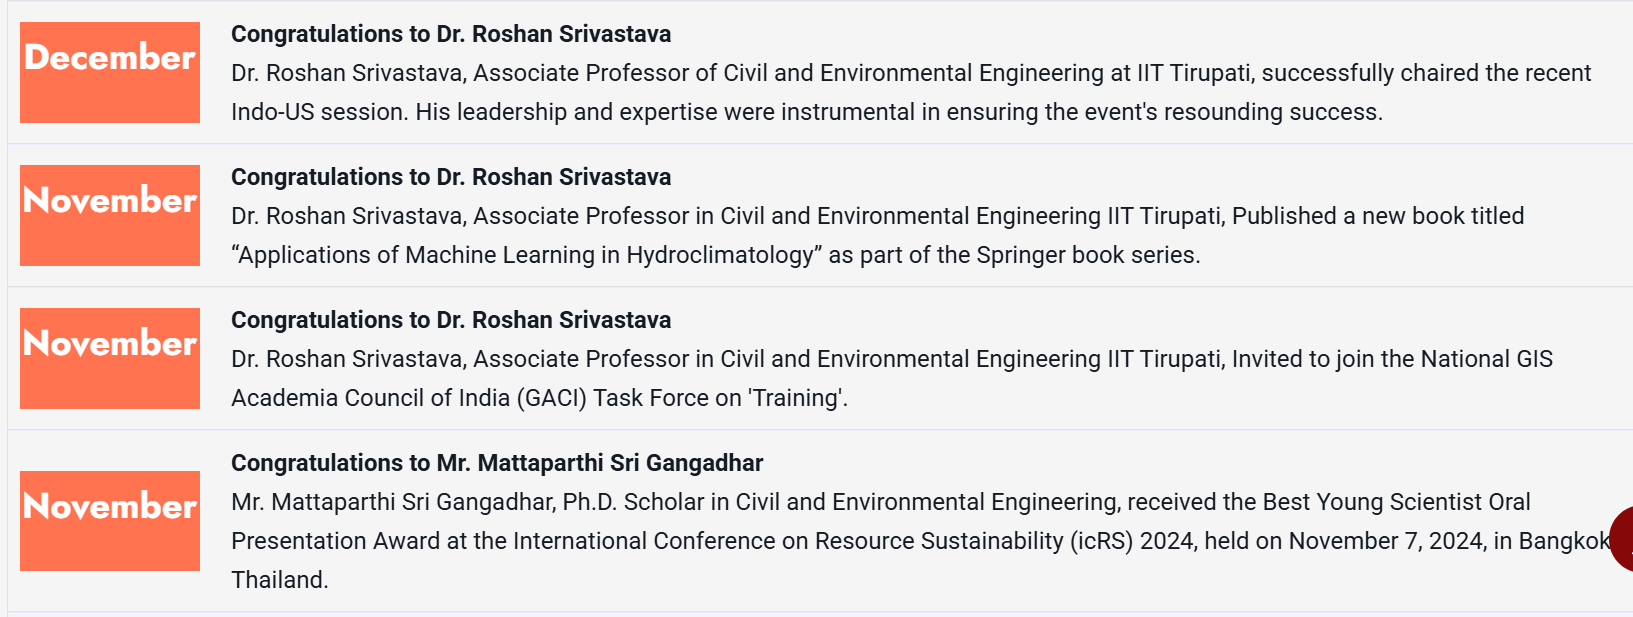 December
Congratulations to Dr. Roshan Srivastava
Dr. Roshan Srivastava, Associate Professor of Civil and Environmental Engineering at IIT Tirupati, successfully chaired the recent
Indo-US session. His leadership and expertise were instrumental in ensuring the event's resounding success.
November
Congratulations to Dr. Roshan Srivastava
Dr. Roshan Srivastava, Associate Professor in Civil and Environmental Engineering IIT Tirupati, Published a new book titled
“Applications of Machine Learning in Hydroclimatology” as part of the Springer book series.
November
Congratulations to Dr. Roshan Srivastava
Dr. Roshan Srivastava, Associate Professor in Civil and Environmental Engineering IIT Tirupati, Invited to join the National GIS
Academia Council of India (GACI) Task Force on 'Training'.
November
Congratulations to Mr. Mattaparthi Sri Gangadhar
Mr. Mattaparthi Sri Gangadhar, Ph.D. Scholar in Civil and Environmental Engineering, received the Best Young Scientist Oral
Presentation Award at the International Conference on Resource Sustainability (icRS) 2024, held on November 7, 2024, in Bangkok
Thailand.